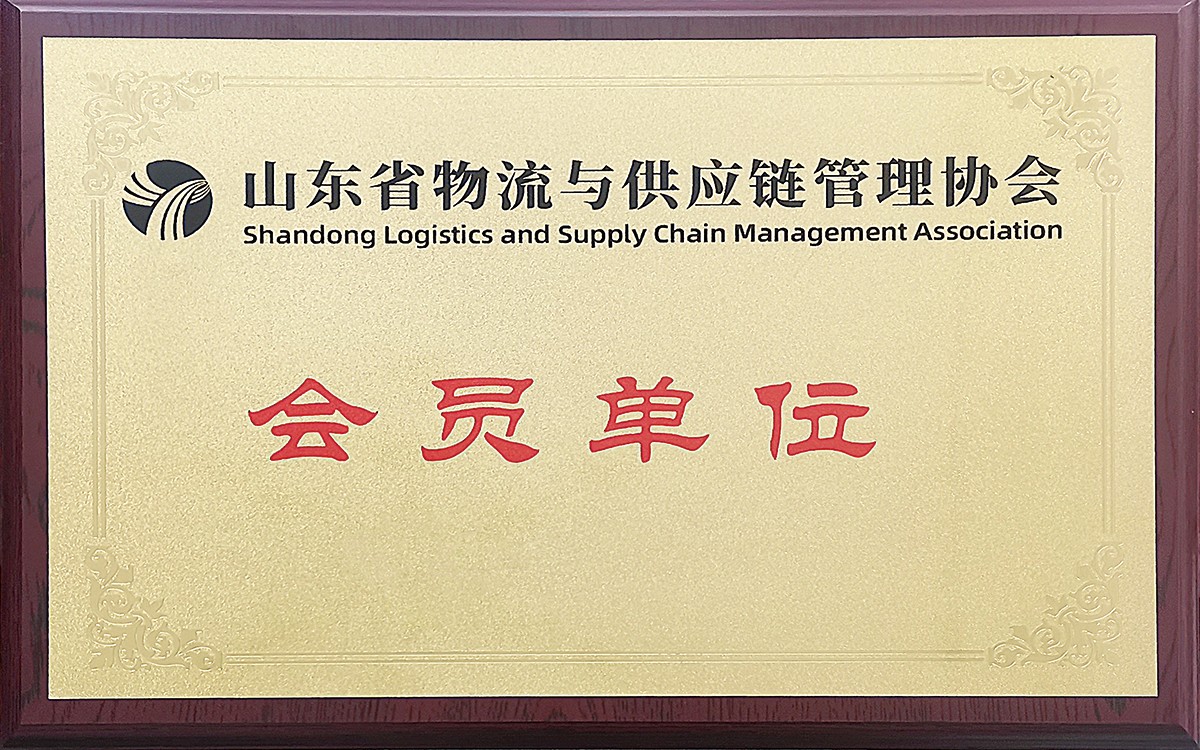 山东省物流与供应链管理协会
Shandong Logistics and Supply Chain Management Association
会员单位